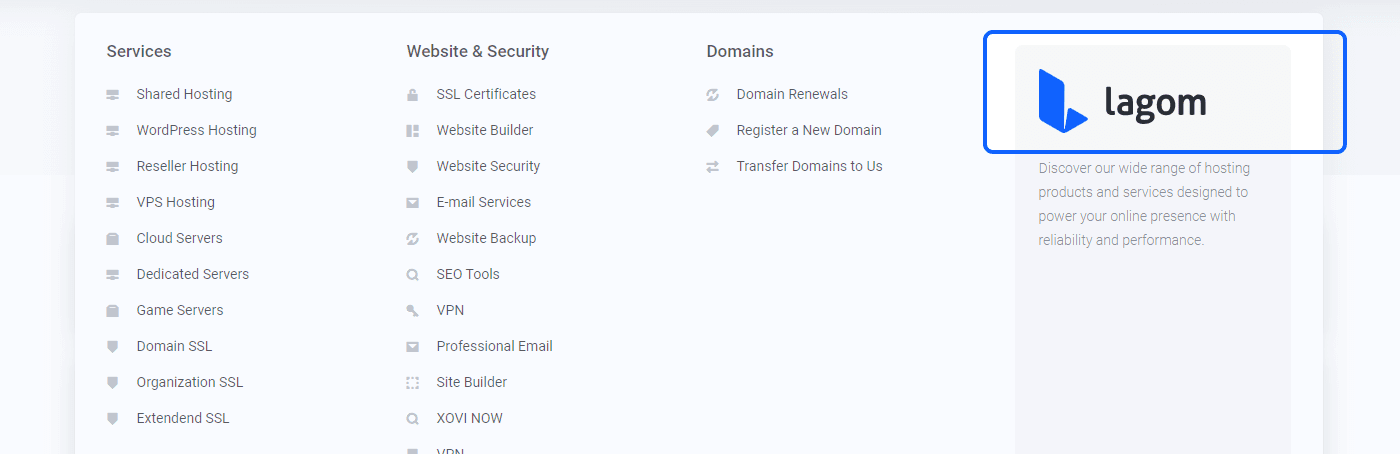 Services
Shared Hosting
WordPress Hosting
Reseller Hosting
VPS Hosting
Cloud Servers
Dedicated Servers
Game Servers
Domain SSL
Organization SSL
Extendend SSL
Website & Security
SSL Certificates
Website Builder
Website Security
E-mail Services
Website Backup
SEO Tools
VPN
Professional Email
Site Builder
XOVI NOW
VPN
Domains
Domain Renewals
Register a New Domain
Transfer Domains to Us
lagom
Discover our wide range of hosting
products and services designed to
power your online presence with
reliability and performance.